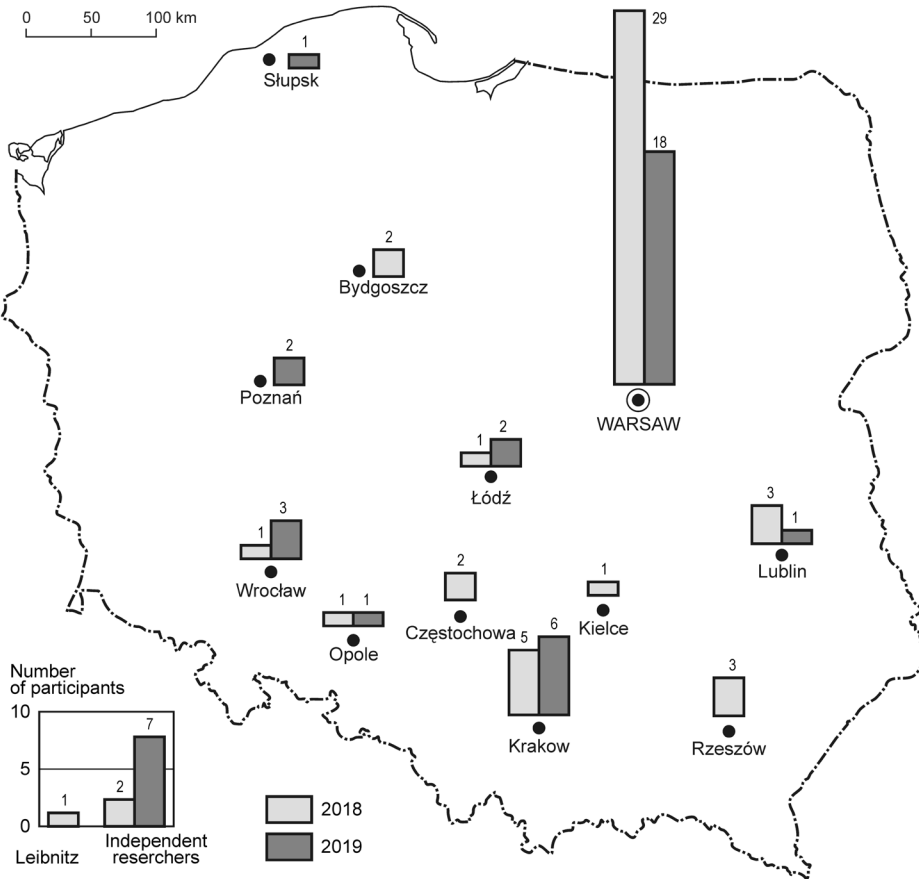 0 50 100 km
29
1
Słupsk
18
2
Bydgoszcz
2
Poznań
WARSAW
1 2
Łódź
3 1
Lublin
1 3
Wrocław
2
Częstochowa
1
Kielce
1 1
Opole
5 6
Krakow
3
Rzeszów
Number
of participants
10
5
0
1
2
7
Leibnitz
Independent
reserchers
2018
2019